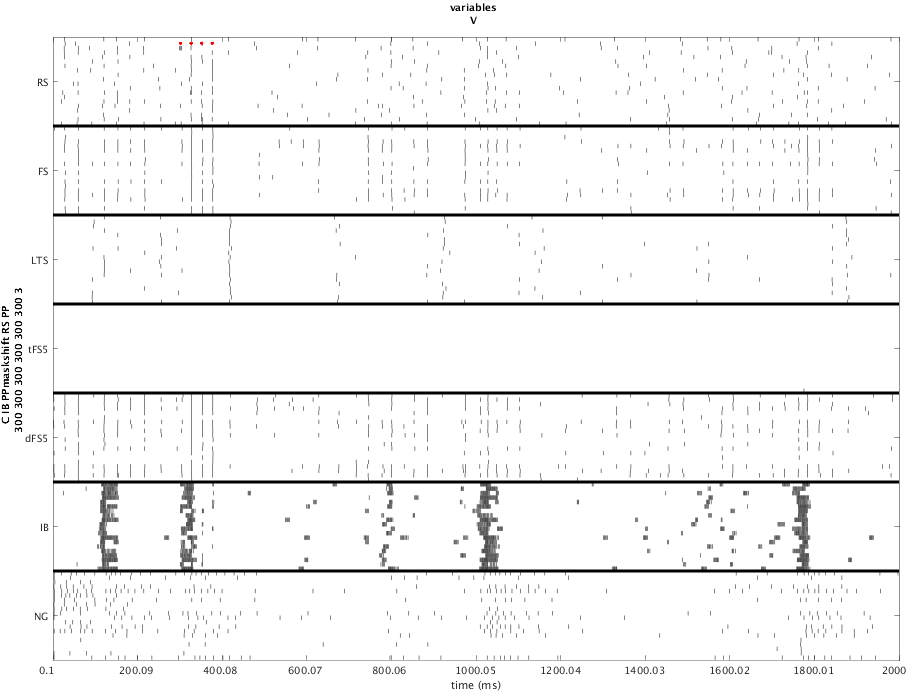 variables
V
RS
FS
LTS
tFS5
dFS5
IB
NG
C IB PPmaskshift RS PP
300 300 300 300 300 300 3
0.1 200.09 400.08 600.07 800.06 1000.05 1200.04 1400.03 1600.02 1800.01 2000
time (ms)